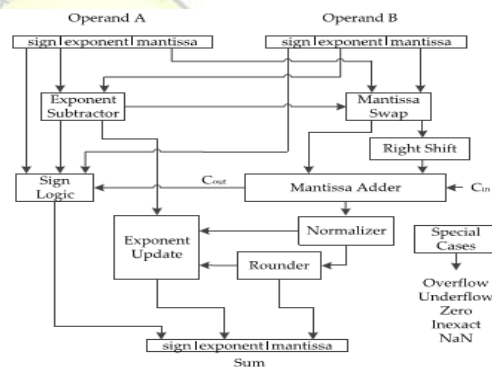 Operand A
Operand B
sign|exponent|mantissa
sign|exponent|mantissa
Exponent
Subtractor
Mantissa
Swap
Right Shift
Sign
Logic
Cout
Mantissa Adder
Cin
Exponent
Update
Normalizer
Rounder
Special
Cases
Overflow
Underflow
Zero
Inexact
NaN
sign|exponent|mantissa
Sum